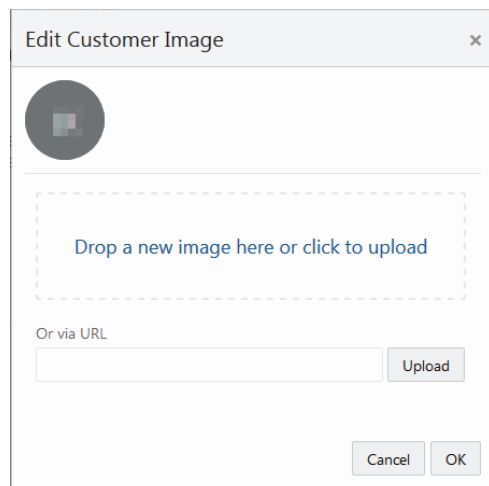 Edit Customer Image
Drop a new image here or click to upload
Or via URL
Upload
Cancel OK